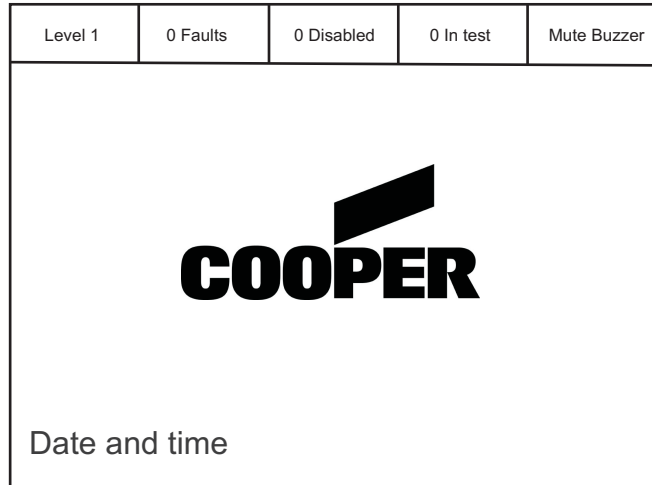 Level 1 0 Faults 0 Disabled 0 In test Mute Buzzer
COOPER
Date and time